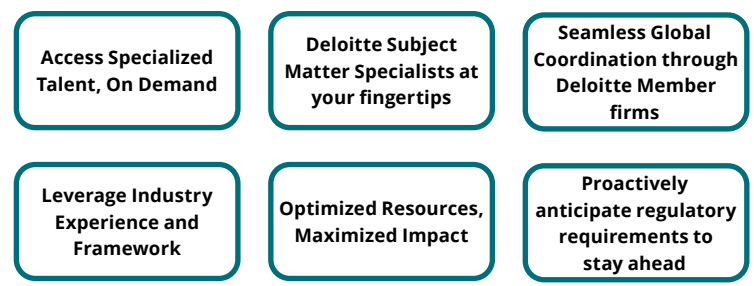 Access Specialized
Talent, On Demand
Deloitte Subject
Matter Specialists at
your fingertips
Seamless Global
Coordination through
Deloitte Member
firms
Leverage Industry
Experience and
Framework
Optimized Resources,
Maximized Impact
Proactively
anticipate regulatory
requirements to
stay ahead